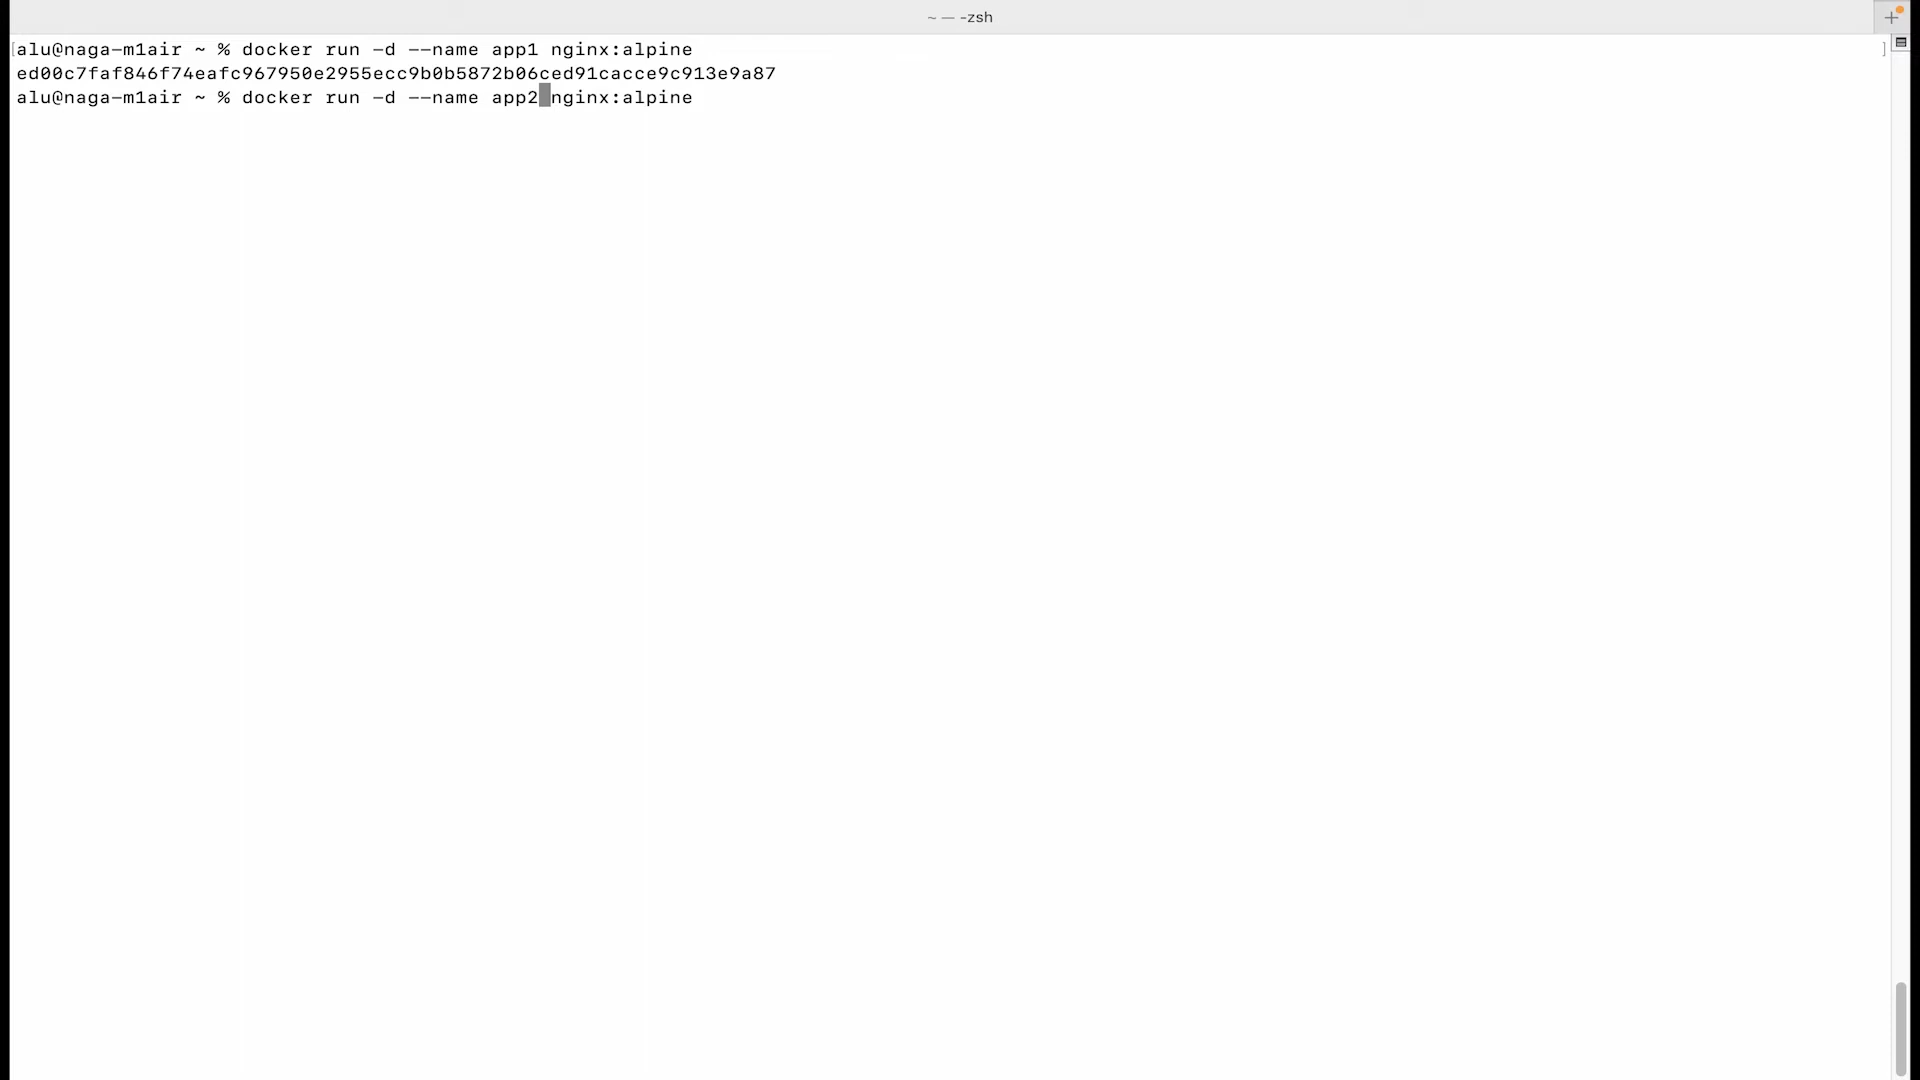 ~ — -zsh
alu@naga-m1air ~ % docker run -d --name app1 nginx:alpine
ed00c7faf846f74eafc967950e2955ecc9b0b5872b06ced91cacce9c913e9a87
alu@naga-m1air ~ % docker run -d --name app2 nginx:alpine